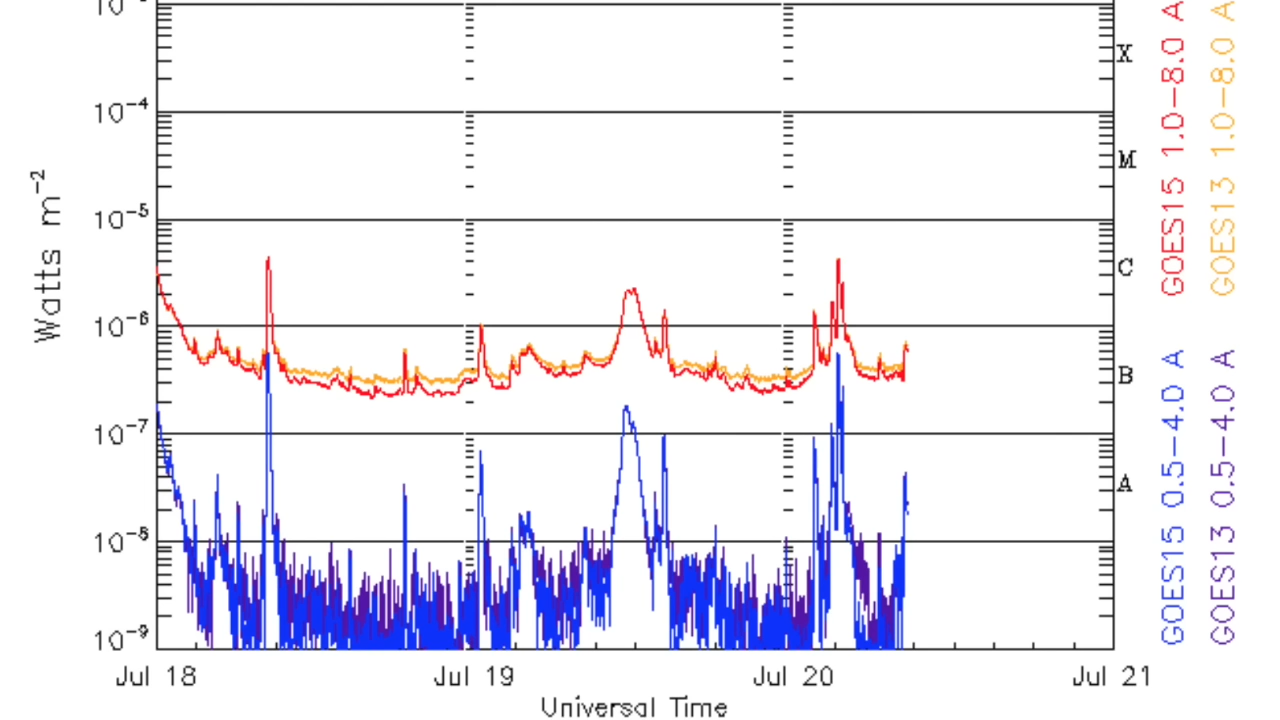 10⁻⁴
10⁻⁵
10⁻⁶
10⁻⁷
10⁻⁸
10⁻⁹
Watts m⁻²
X
M
C
B
A
Jul 18
Jul 19
Jul 20
Jul 21
Universal Time
GOES15 1.0–8.0 A
GOES13 1.0–8.0 A
GOES15 0.5–4.0 A
GOES13 0.5–4.0 A